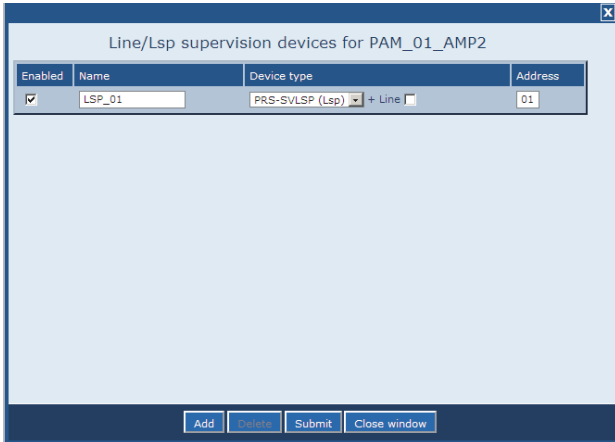 x
Line/Lsp supervision devices for PAM_01_AMP2
Enabled Name Device type Address
LSP_01 PRS-SVLSP (Lsp) + Line 01
Add Delete Submit Close window